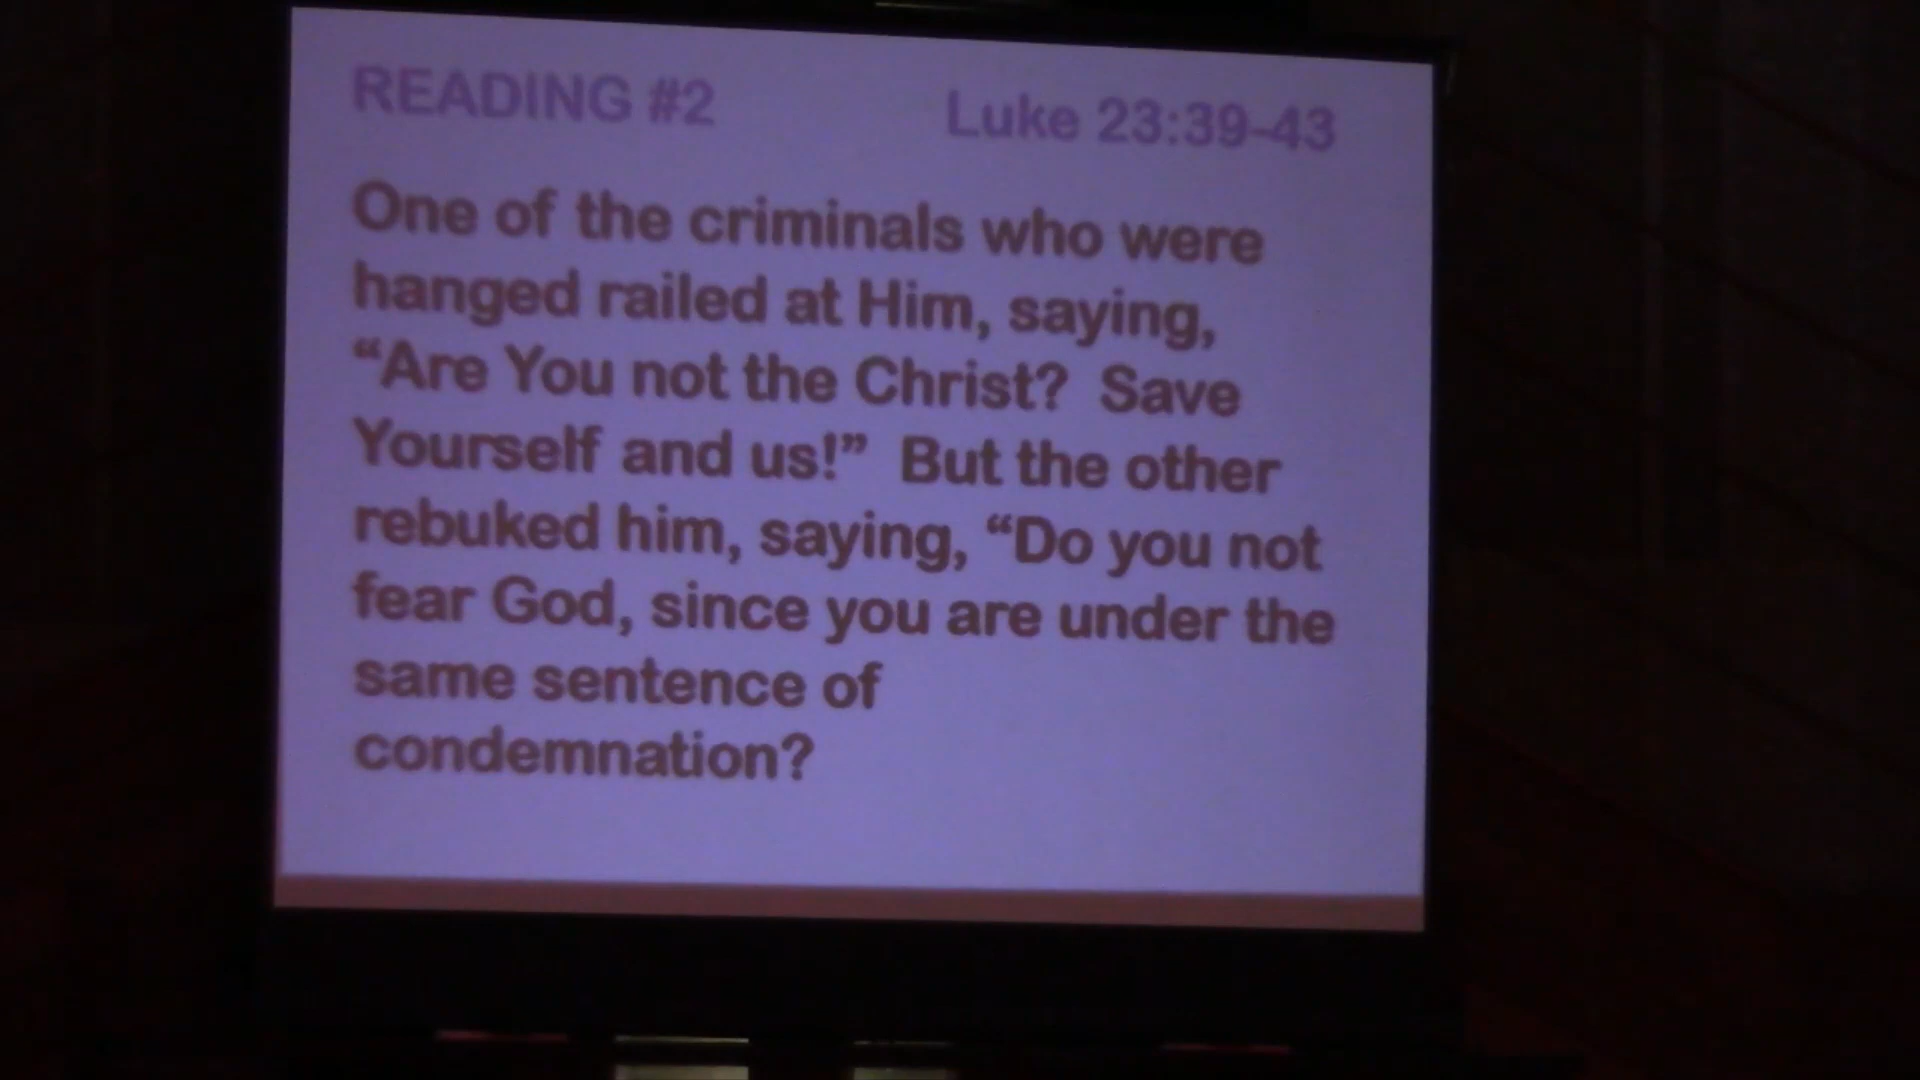 READING #2 Luke 23:39-43
One of the criminals who were
hanged railed at Him, saying,
“Are You not the Christ?  Save
Yourself and us!”  But the other
rebuked him, saying, “Do you not
fear God, since you are under the
same sentence of
condemnation?